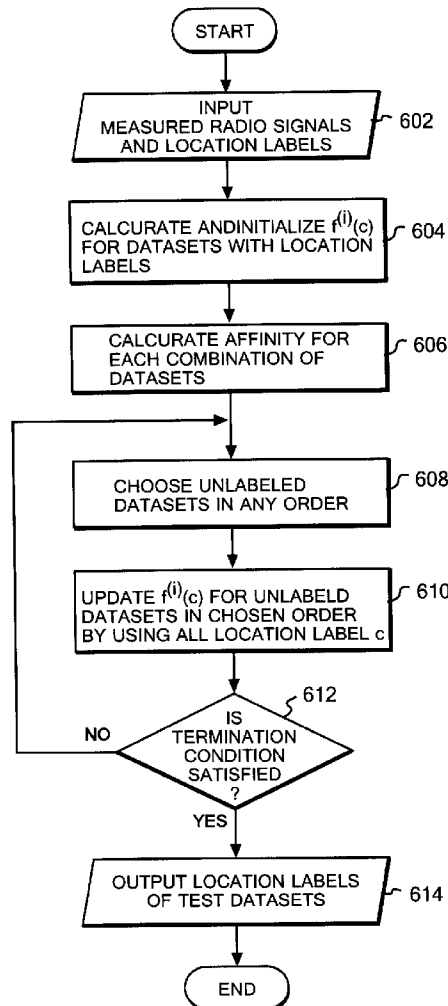 START
INPUT
MEASURED RADIO SIGNALS
AND LOCATION LABELS
602
CALCURATE ANDINITIALIZE f(i)(c)
FOR DATASETS WITH LOCATION
LABELS
604
CALCURATE AFFINITY FOR
EACH COMBINATION OF
DATASETS
606
CHOOSE UNLABELED
DATASETS IN ANY ORDER
608
UPDATE f(i)(c) FOR UNLABELD
DATASETS IN CHOSEN ORDER
BY USING ALL LOCATION LABEL c
610
612
IS
TERMINATION
CONDITION
SATISFIED
?
NO
YES
OUTPUT LOCATION LABELS
OF TEST DATASETS
614
END